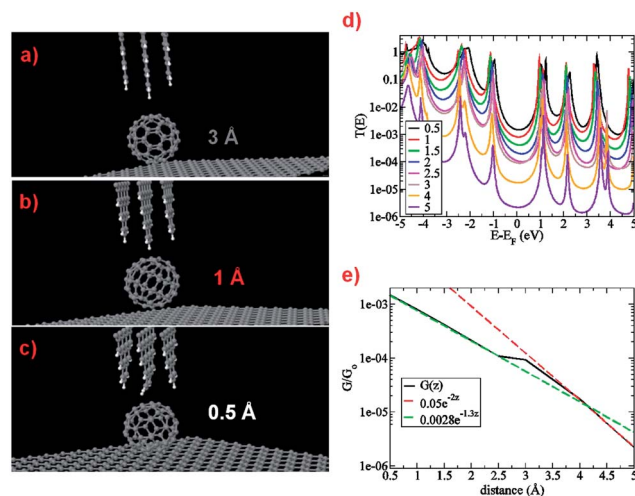 a)
3 Å
b)
1 Å
c)
0.5 Å
d)
T(E)
1
0.1
1e-02
1e-03
1e-04
1e-05
1e-06
0.5
1
1.5
2
2.5
3
4
5
-5 -4 -3 -2 -1 0 1 2 3 4 5
E-E_F (eV)
e)
G/G_o
1e-03
1e-04
1e-05
1e-06
G(z)
0.05e^-2z
0.0028e^-1.3z
0.5 1 1.5 2 2.5 3 3.5 4 4.5 5
distance (Å)